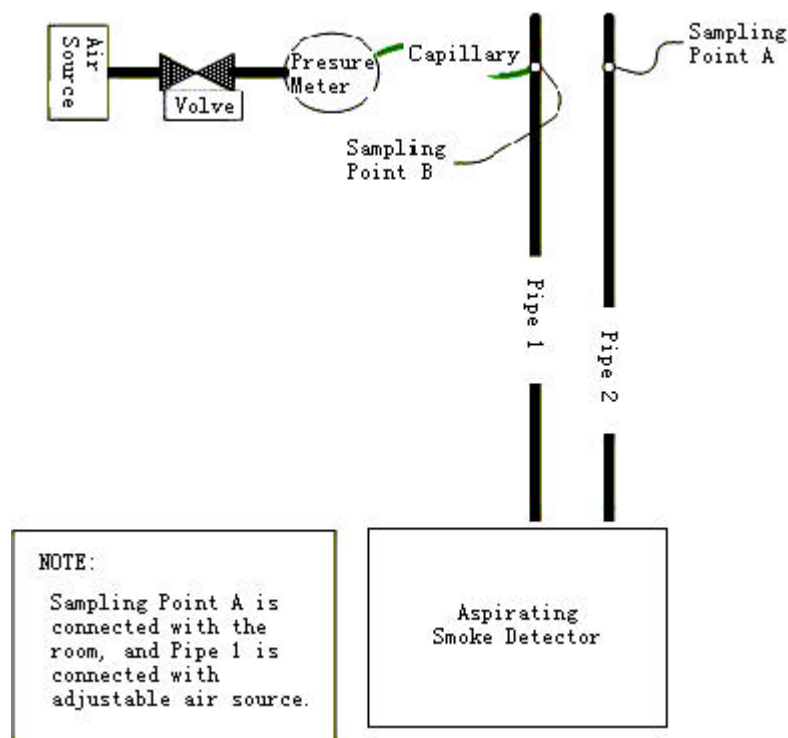 Air
Source
Volve
Presure
Meter
Capillary
Sampling
Point A
Sampling
Point B
Pipe 1
Pipe 2
NOTE:
Sampling Point A is
connected with the
room, and Pipe 1 is
connected with
adjustable air source.
Aspirating
Smoke Detector